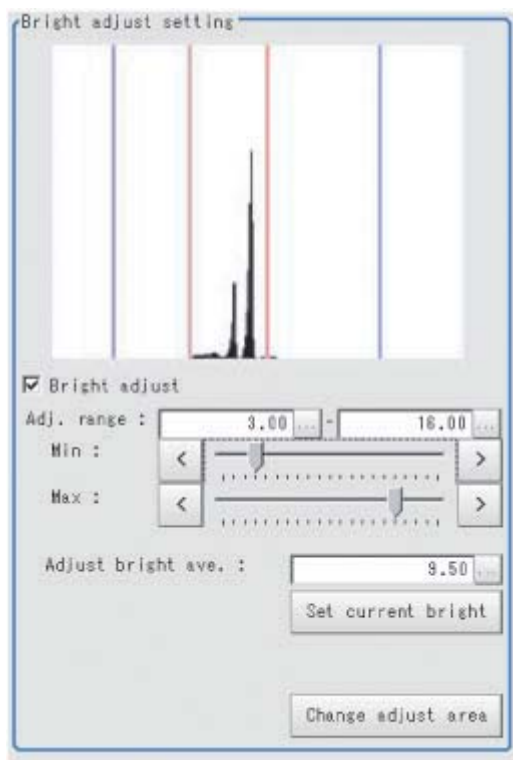 Bright adjust setting
Bright adjust
Adj. range : 3.00 ... - 16.00 ...
Min : < >
Max : < >
Adjust bright ave. : 9.50 ...
Set current bright
Change adjust area